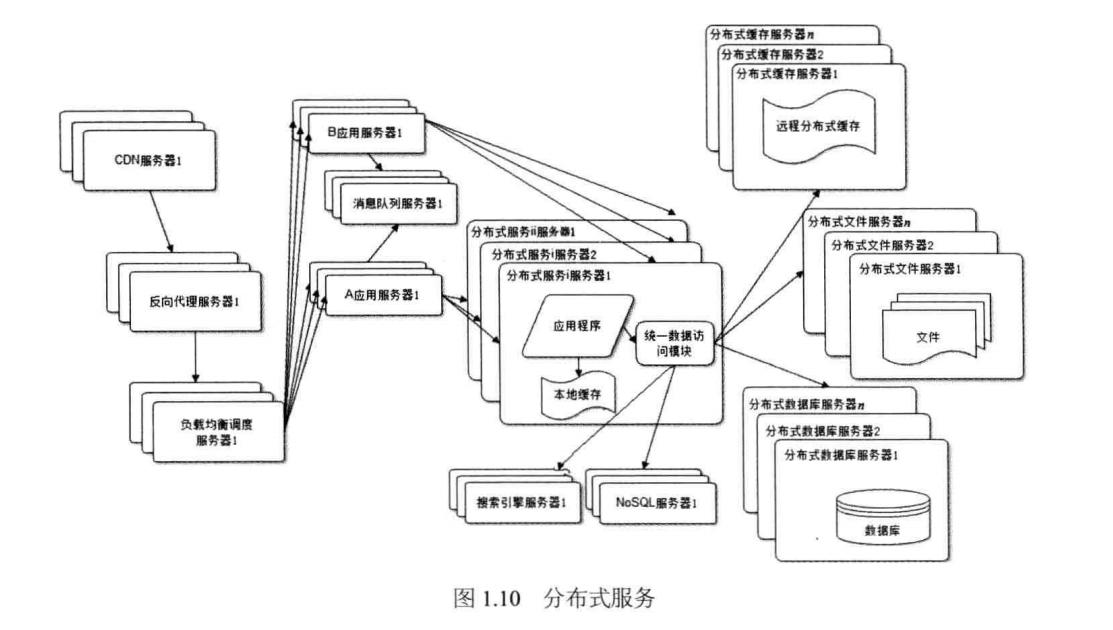 分布式缓存服务器n
分布式缓存服务器2
分布式缓存服务器1
远程分布式缓存
B应用服务器1
CDN服务器1
消息队列服务器1
分布式文件服务器n
分布式服务ii服务器1
分布式文件服务器2
分布式服务i服务器2
分布式文件服务器1
分布式服务i服务器1
A应用服务器1
反向代理服务器1
应用程序
统一数据访
问模块
文件
本地缓存
分布式数据库服务器n
负载均衡调度
服务器1
分布式数据库服务器2
分布式数据库服务器1
搜索引擎服务器1
NoSQL服务器1
数据库
图 1.10 分布式服务